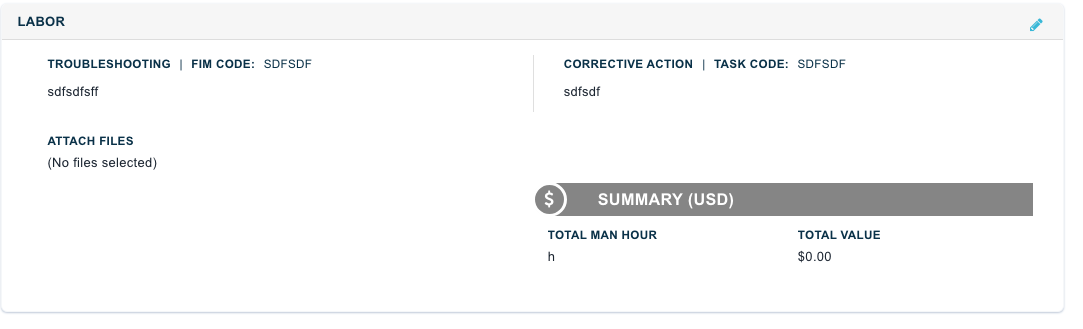 LABOR
TROUBLESHOOTING | FIM CODE: SDFSDF
sdfsdfsff
CORRECTIVE ACTION | TASK CODE: SDFSDF
sdfsdf
ATTACH FILES
(No files selected)
$ SUMMARY (USD)
TOTAL MAN HOUR
h
TOTAL VALUE
$0.00